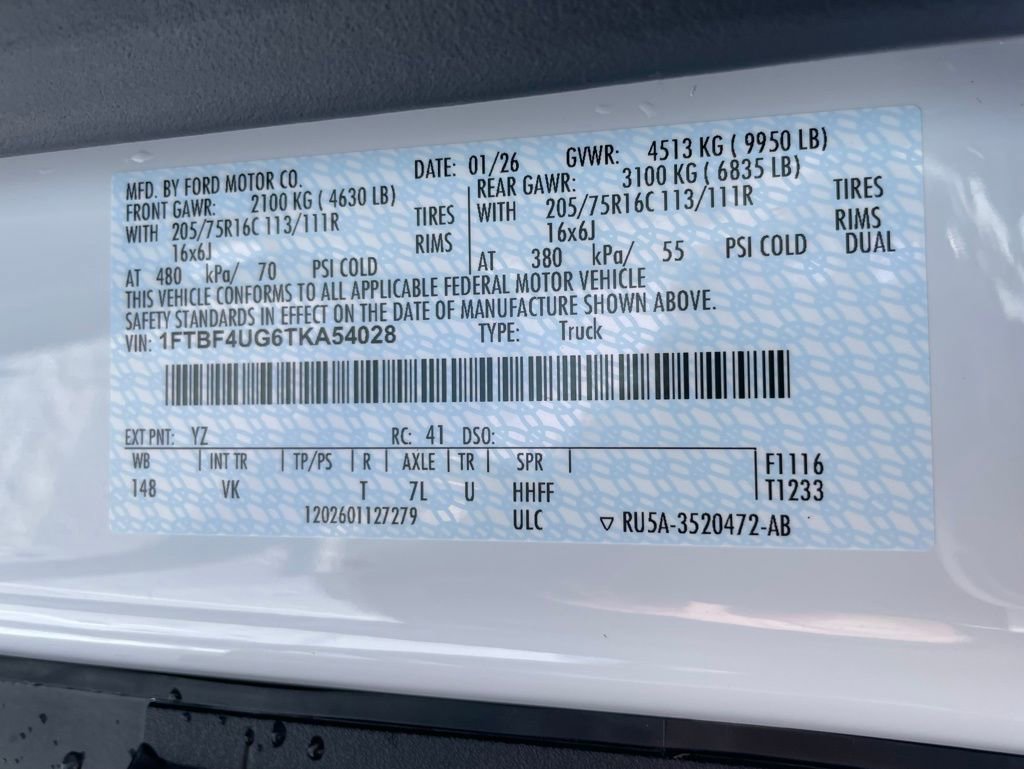 MFD. BY FORD MOTOR CO. DATE: 01/26 GVWR: 4513 KG ( 9950 LB)
FRONT GAWR: 2100 KG ( 4630 LB) REAR GAWR: 3100 KG ( 6835 LB)
WITH 205/75R16C 113/111R TIRES WITH 205/75R16C 113/111R TIRES
16x6J RIMS 16x6J RIMS
AT 480 kPa/ 70 PSI COLD AT 380 kPa/ 55 PSI COLD DUAL
THIS VEHICLE CONFORMS TO ALL APPLICABLE FEDERAL MOTOR VEHICLE
SAFETY STANDARDS IN EFFECT ON THE DATE OF MANUFACTURE SHOWN ABOVE.
VIN: 1FTBF4UG6TKA54028 TYPE: Truck
EXT PNT: YZ RC: 41 DSO:
WB | INT TR | TP/PS | R | AXLE | TR | SPR | F1116
148 VK T 7L U HHFF T1233
1202601127279 ULC ▽ RU5A-3520472-AB